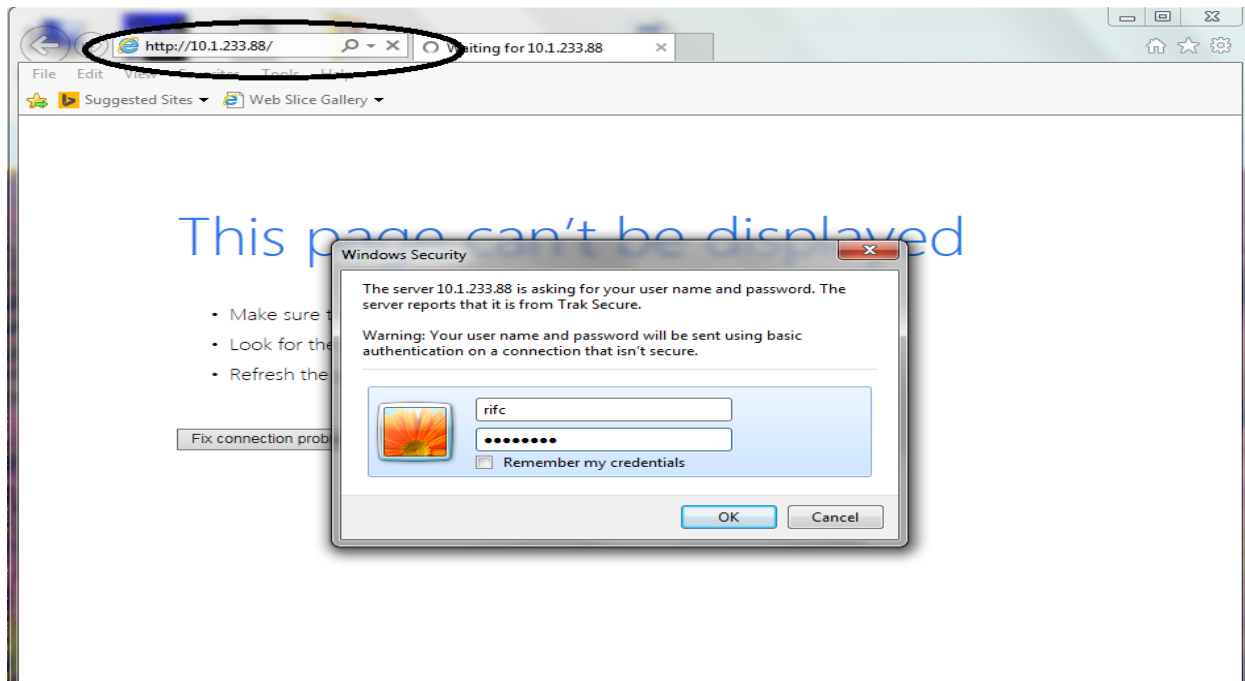 http://10.1.233.88/
Waiting for 10.1.233.88
File Edit View Favorites Tools Help
Suggested Sites Web Slice Gallery
This page can't be displayed
Windows Security
The server 10.1.233.88 is asking for your user name and password. The
server reports that it is from Trak Secure.
Warning: Your user name and password will be sent using basic
authentication on a connection that isn't secure.
• Make sure t
• Look for the
• Refresh the
rifc
●●●●●●●●
Remember my credentials
Fix connection prob
OK Cancel